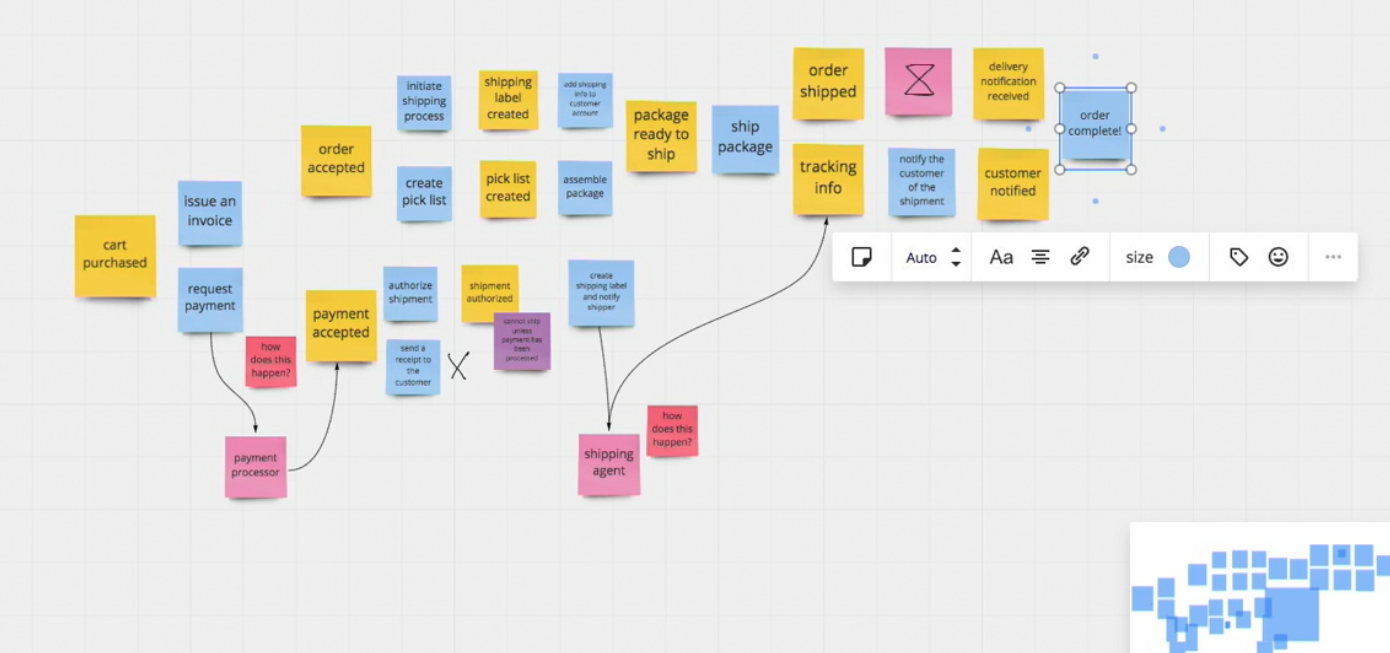 cart
purchased
issue an
invoice
request
payment
how
does this
happen?
payment
processor
order
accepted
payment
accepted
initiate
shipping
process
shipping
label
created
add shipping
info to
customer
account
create
pick list
pick list
created
assemble
package
authorize
shipment
shipment
authorized
cannot ship
unless
payment has
been
processed
send a
receipt to
the
customer
create
shipping label
and notify
shipper
shipping
agent
how
does this
happen?
package
ready to
ship
ship
package
order
shipped
delivery
notification
received
order
complete!
tracking
info
notify the
customer
of the
shipment
customer
notified
Auto
Aa
size